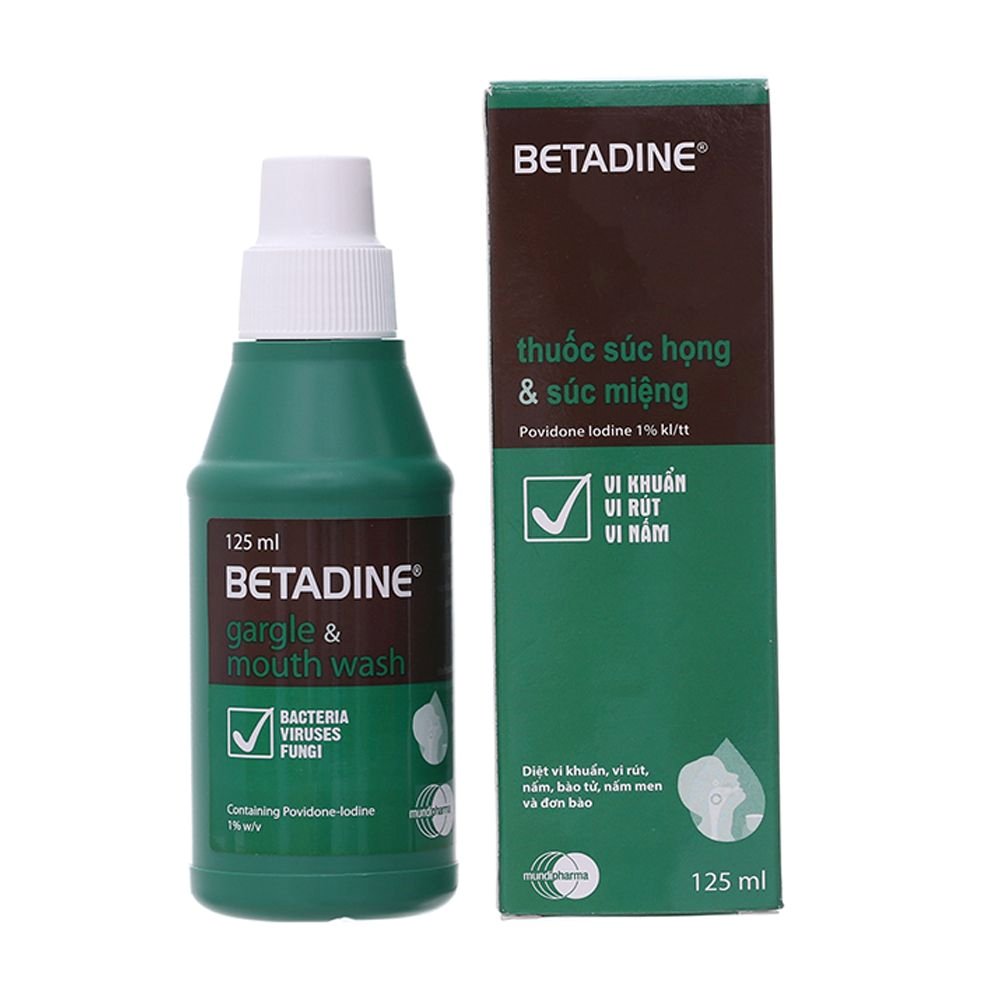 125 ml
BETADINE®
gargle &
mouth wash
BACTERIA
VIRUSES
FUNGI
Containing Povidone-Iodine
1% w/v
mundipharma
BETADINE®
thuốc súc họng
& súc miệng
Povidone Iodine 1% kl/tt
VI KHUẨN
VI RÚT
VI NẤM
Diệt vi khuẩn, vi rút,
nấm, bào tử, nấm men
và đơn bào
mundipharma
125 ml